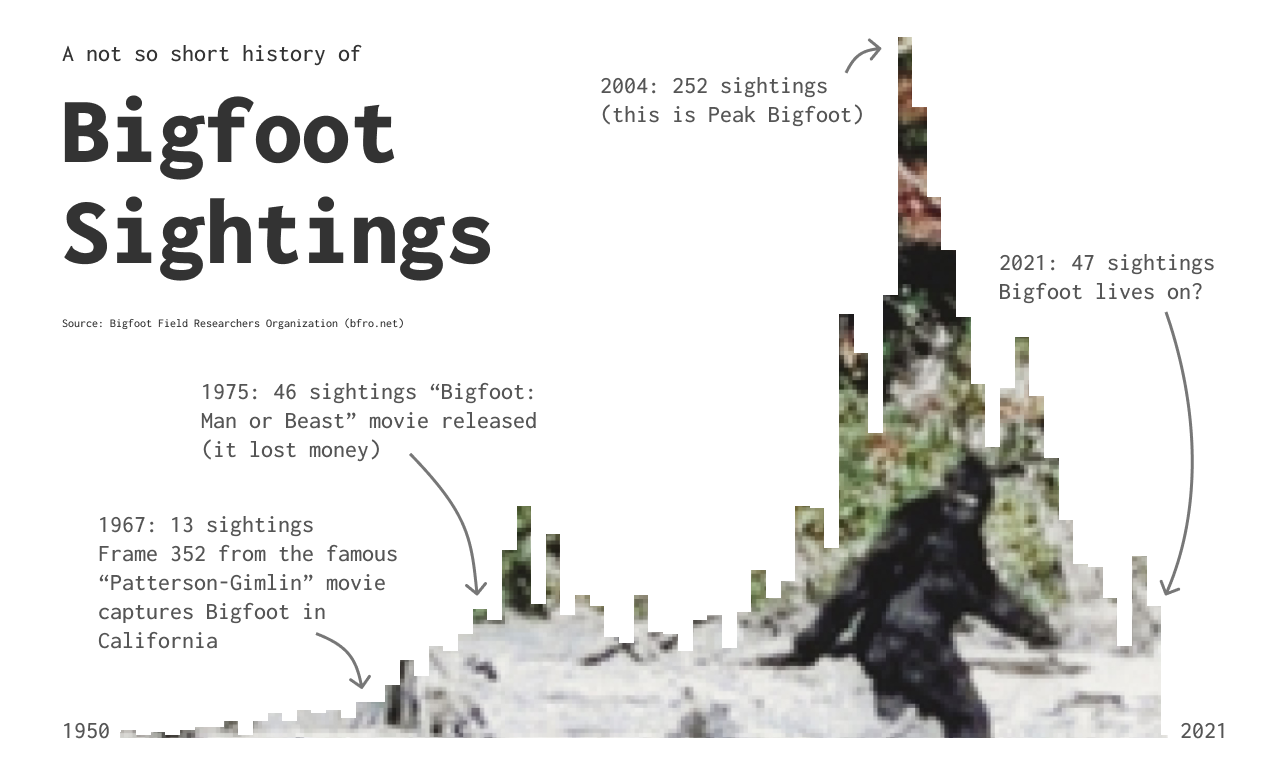 A not so short history of
Bigfoot
Sightings
Source: Bigfoot Field Researchers Organization (bfro.net)
2004: 252 sightings
(this is Peak Bigfoot)
2021: 47 sightings
Bigfoot lives on?
1975: 46 sightings “Bigfoot:
Man or Beast” movie released
(it lost money)
1967: 13 sightings
Frame 352 from the famous
“Patterson-Gimlin” movie
captures Bigfoot in
California
1950
2021